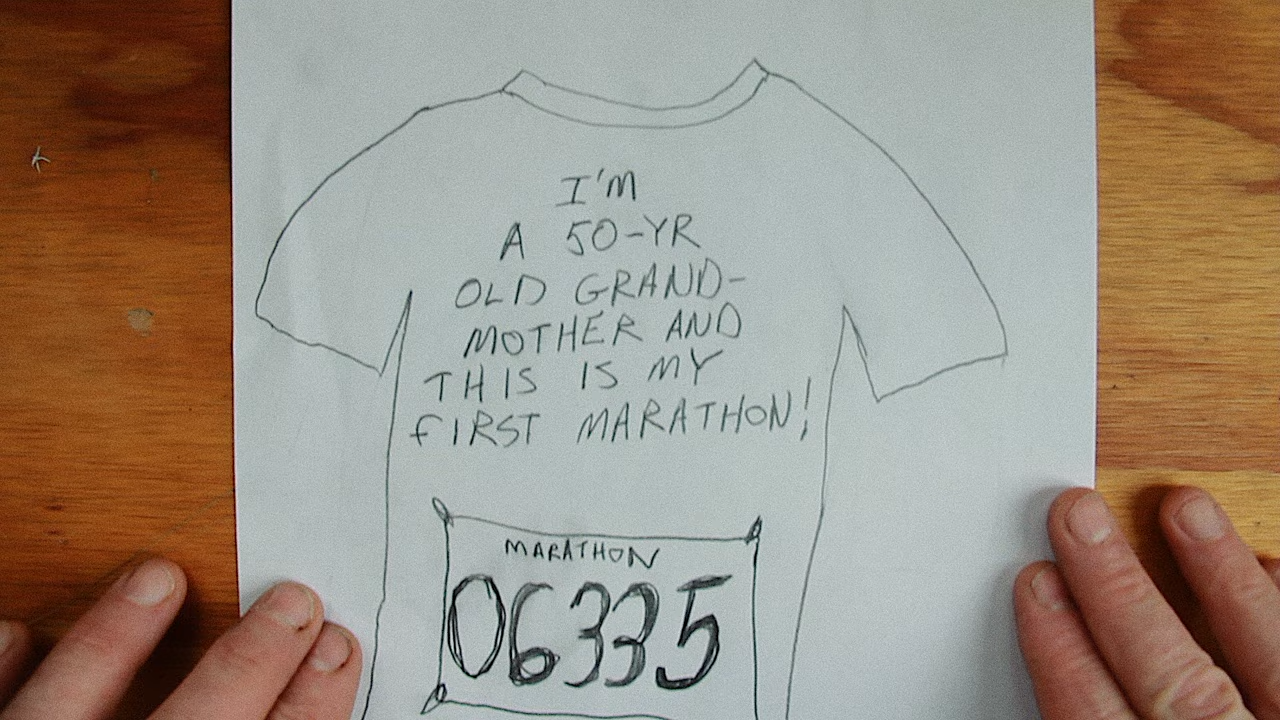 I'M
A 50-YR
OLD GRAND-
MOTHER AND
THIS IS MY
FIRST MARATHON!
MARATHON
06335